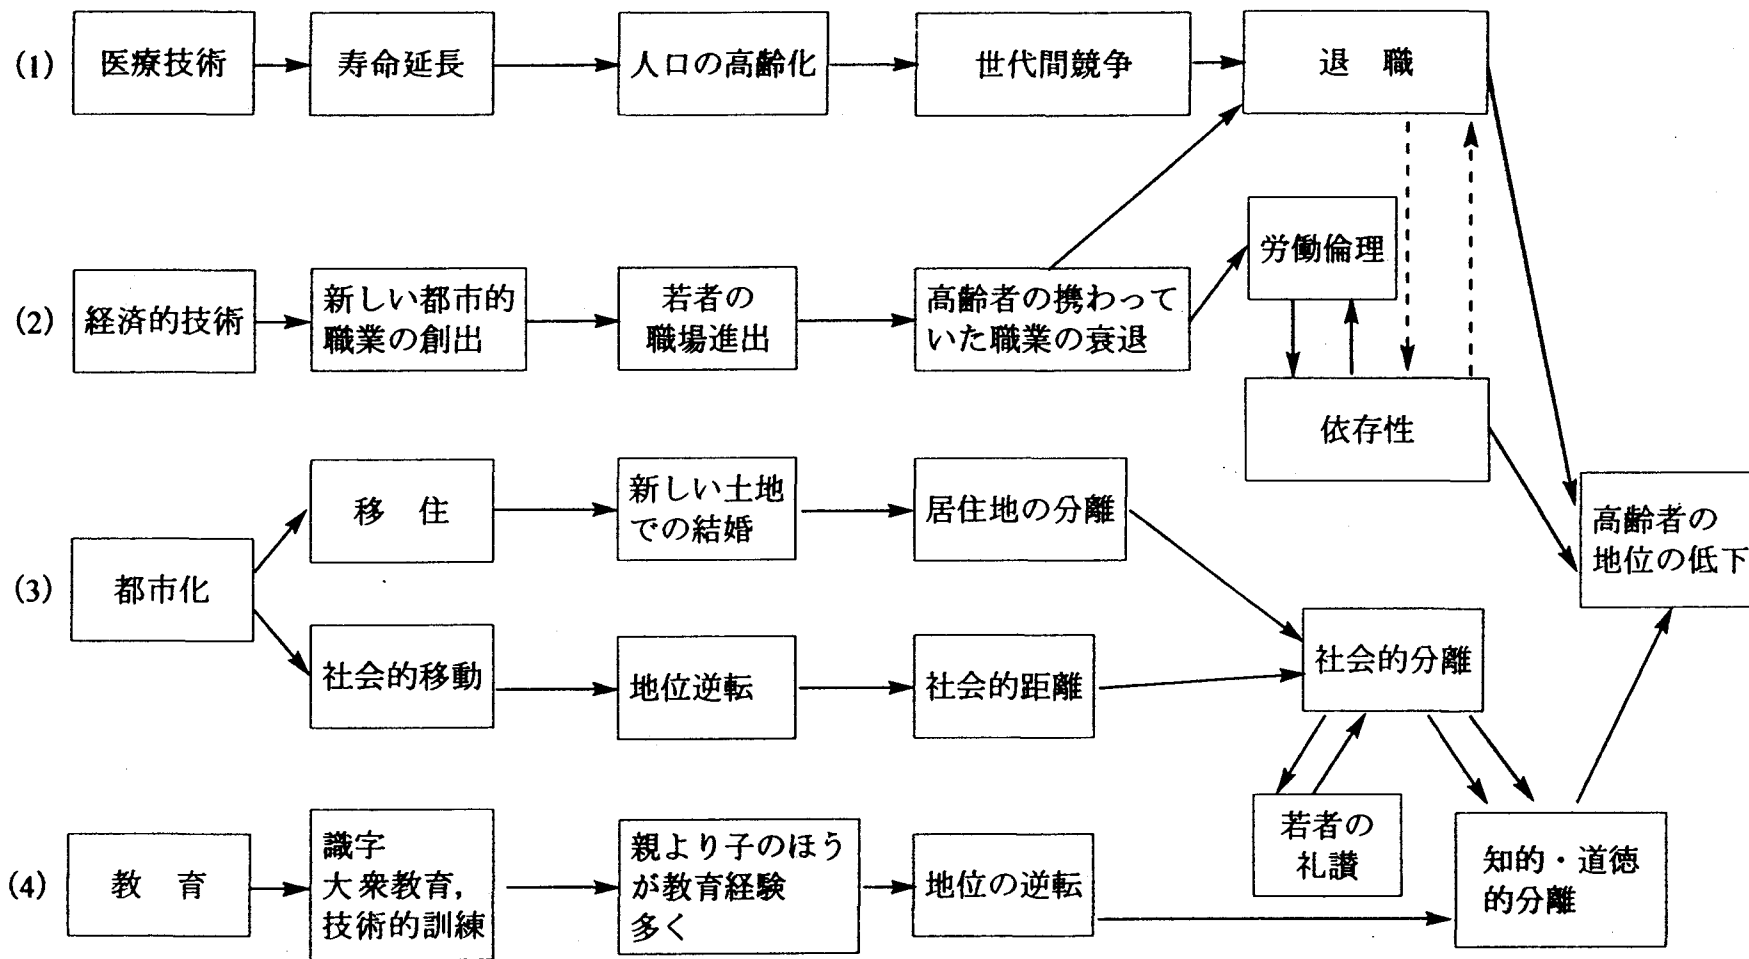 (1)
医療技術
寿命延長
人口の高齢化
世代間競争
退　職
(2)
経済的技術
新しい都市的
職業の創出
若者の
職場進出
高齢者の携わって
いた職業の衰退
労働倫理
依存性
(3)
都市化
移　住
新しい土地
での結婚
居住地の分離
社会的移動
地位逆転
社会的距離
社会的分離
高齢者の
地位の低下
若者の
礼讃
(4)
教　育
識字
大衆教育,
技術的訓練
親より子のほう
が教育経験
多く
地位の逆転
知的・道徳
的分離